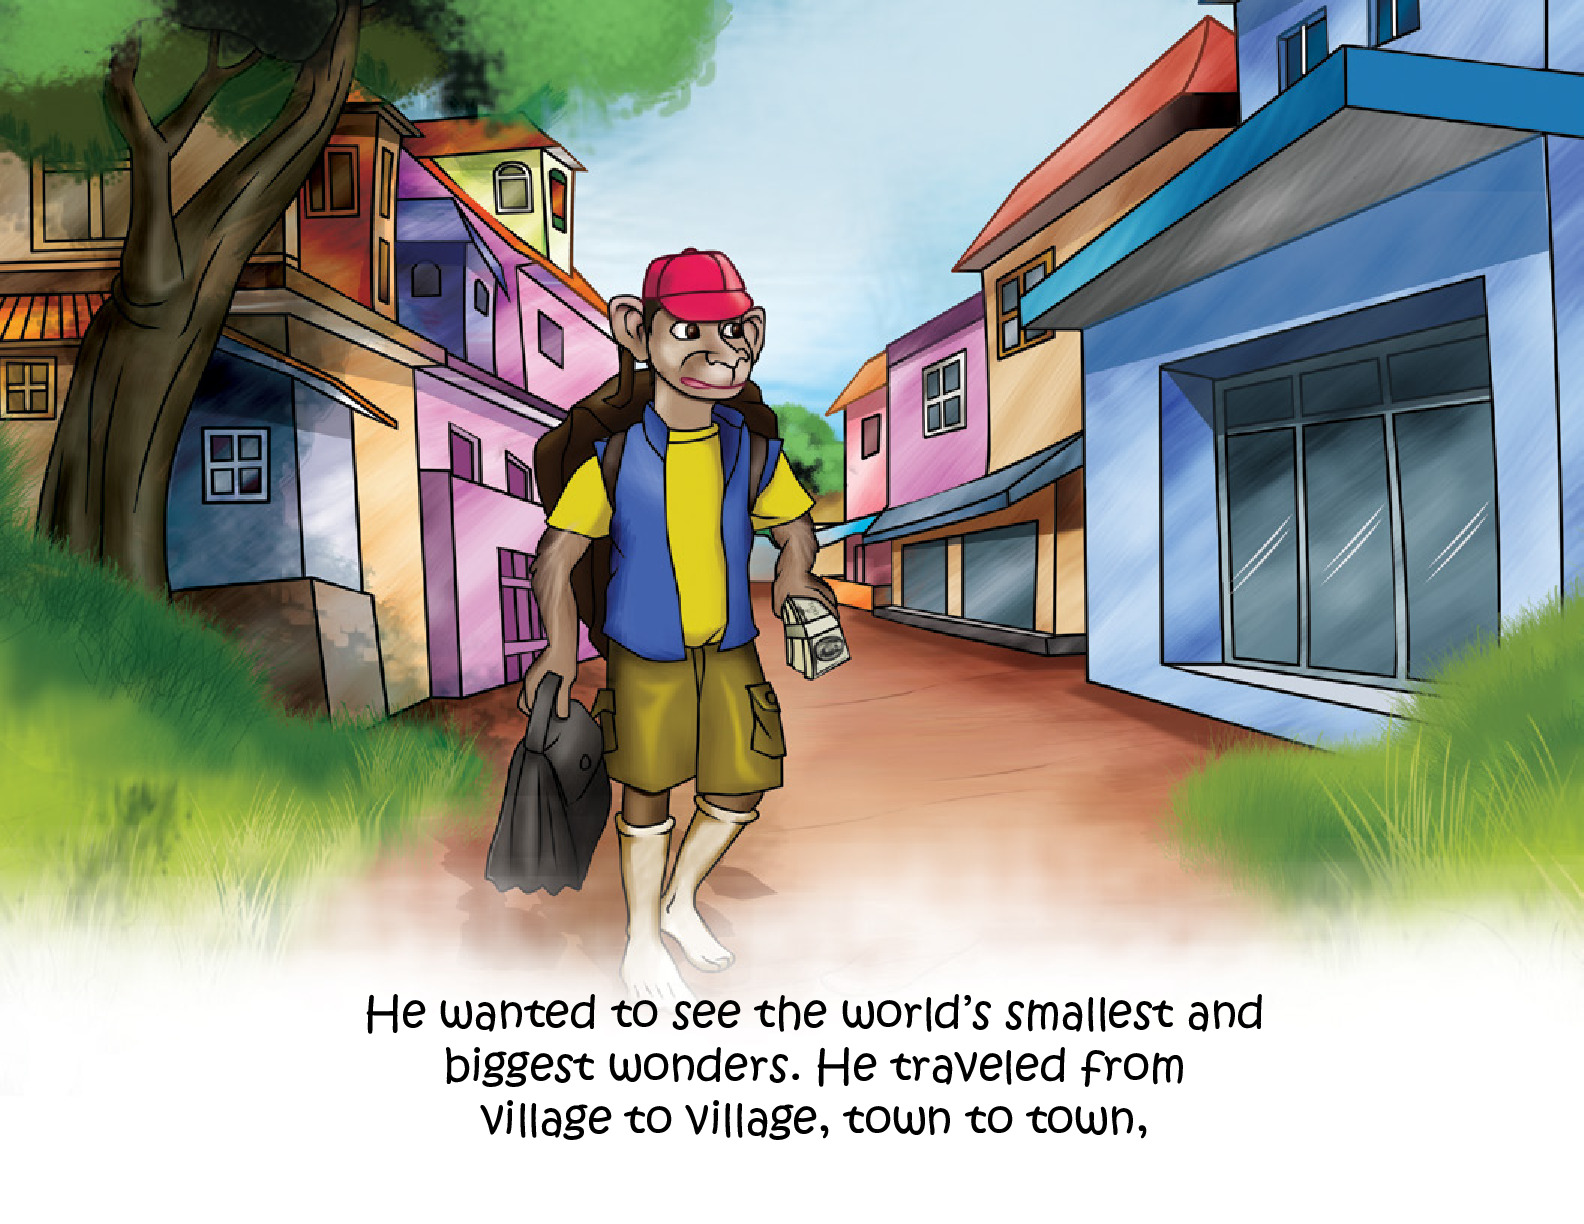 He wanted to see the world’s smallest and
biggest wonders. He traveled from
village to village, town to town,